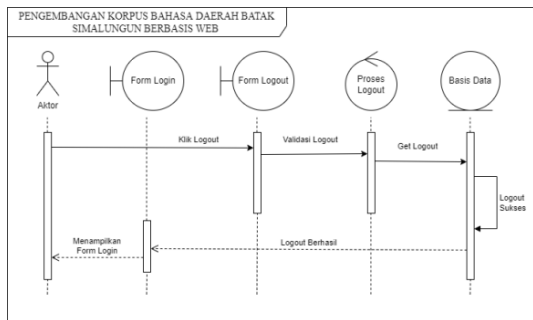 PENGEMBANGAN KORPUS BAHASA DAERAH BATAK
SIMALUNGUN BERBASIS WEB
Aktor
Form Login
Form Logout
Proses
Logout
Basis Data
Klik Logout
Validasi Logout
Get Logout
Logout
Sukses
Logout Berhasil
Menampilkan
Form Login